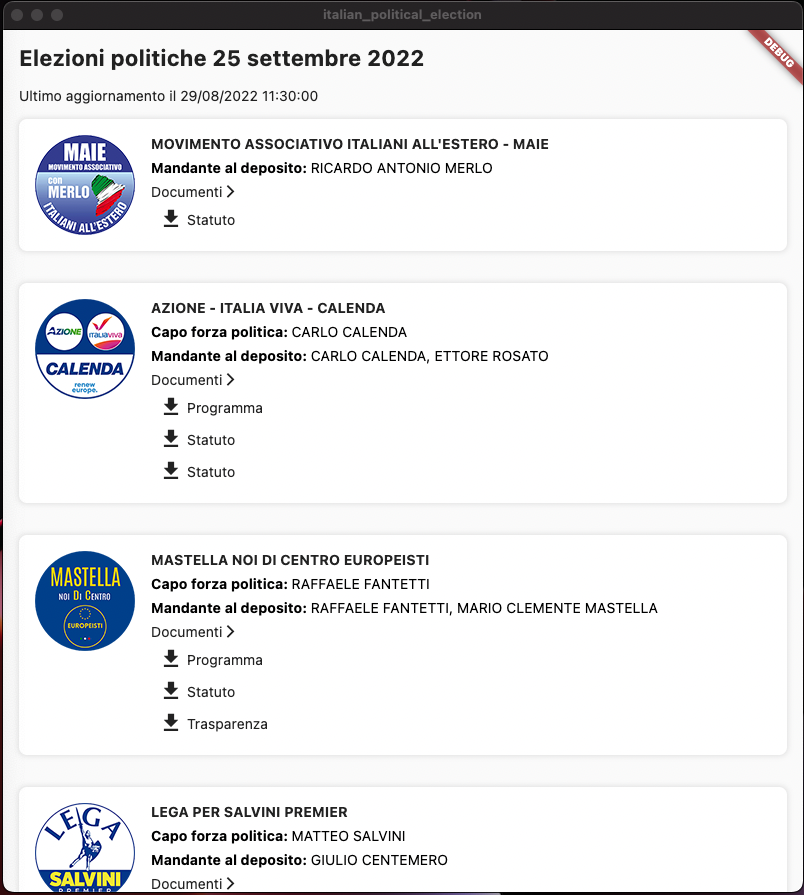 italian_political_election
DEBUG
Elezioni politiche 25 settembre 2022
Ultimo aggiornamento il 29/08/2022 11:30:00
MAIE
MOVIMENTO ASSOCIATIVO
con
MERLO
ITALIANI ALL'ESTERO
MOVIMENTO ASSOCIATIVO ITALIANI ALL'ESTERO - MAIE
Mandante al deposito: RICARDO ANTONIO MERLO
Documenti
Statuto
AZIONE
ITALIAVIVA
CALENDA
renew
europe.
AZIONE - ITALIA VIVA - CALENDA
Capo forza politica: CARLO CALENDA
Mandante al deposito: CARLO CALENDA, ETTORE ROSATO
Documenti
Programma
Statuto
Statuto
MASTELLA
NOI DI CENTRO
EUROPEISTI
MASTELLA NOI DI CENTRO EUROPEISTI
Capo forza politica: RAFFAELE FANTETTI
Mandante al deposito: RAFFAELE FANTETTI, MARIO CLEMENTE MASTELLA
Documenti
Programma
Statuto
Trasparenza
LEGA
SALVINI
PREMIER
LEGA PER SALVINI PREMIER
Capo forza politica: MATTEO SALVINI
Mandante al deposito: GIULIO CENTEMERO
Documenti